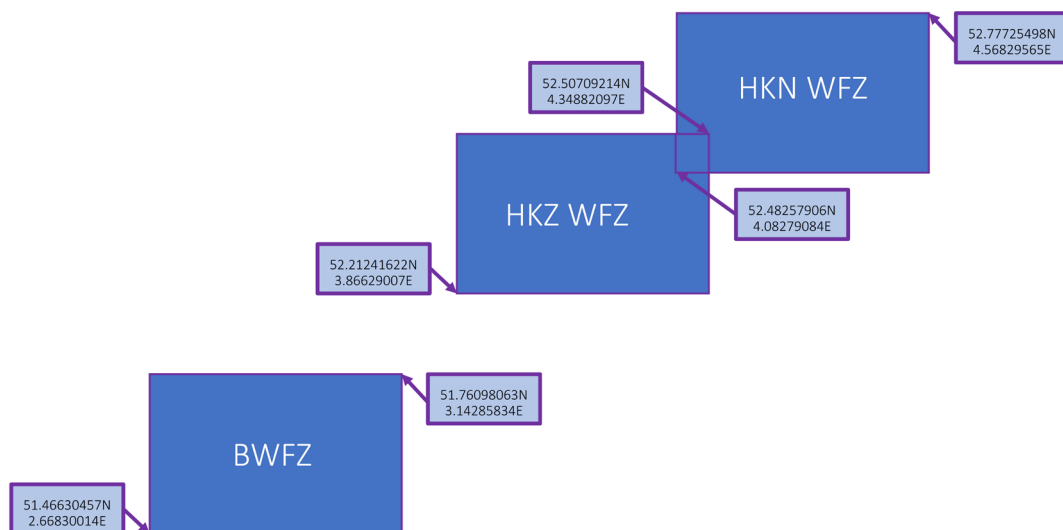 52.77725498N
4.56829565E
HKN WFZ
52.50709214N
4.34882097E
52.48257906N
4.08279084E
HKZ WFZ
52.21241622N
3.86629007E
51.76098063N
3.14285834E
BWFZ
51.46630457N
2.66830014E